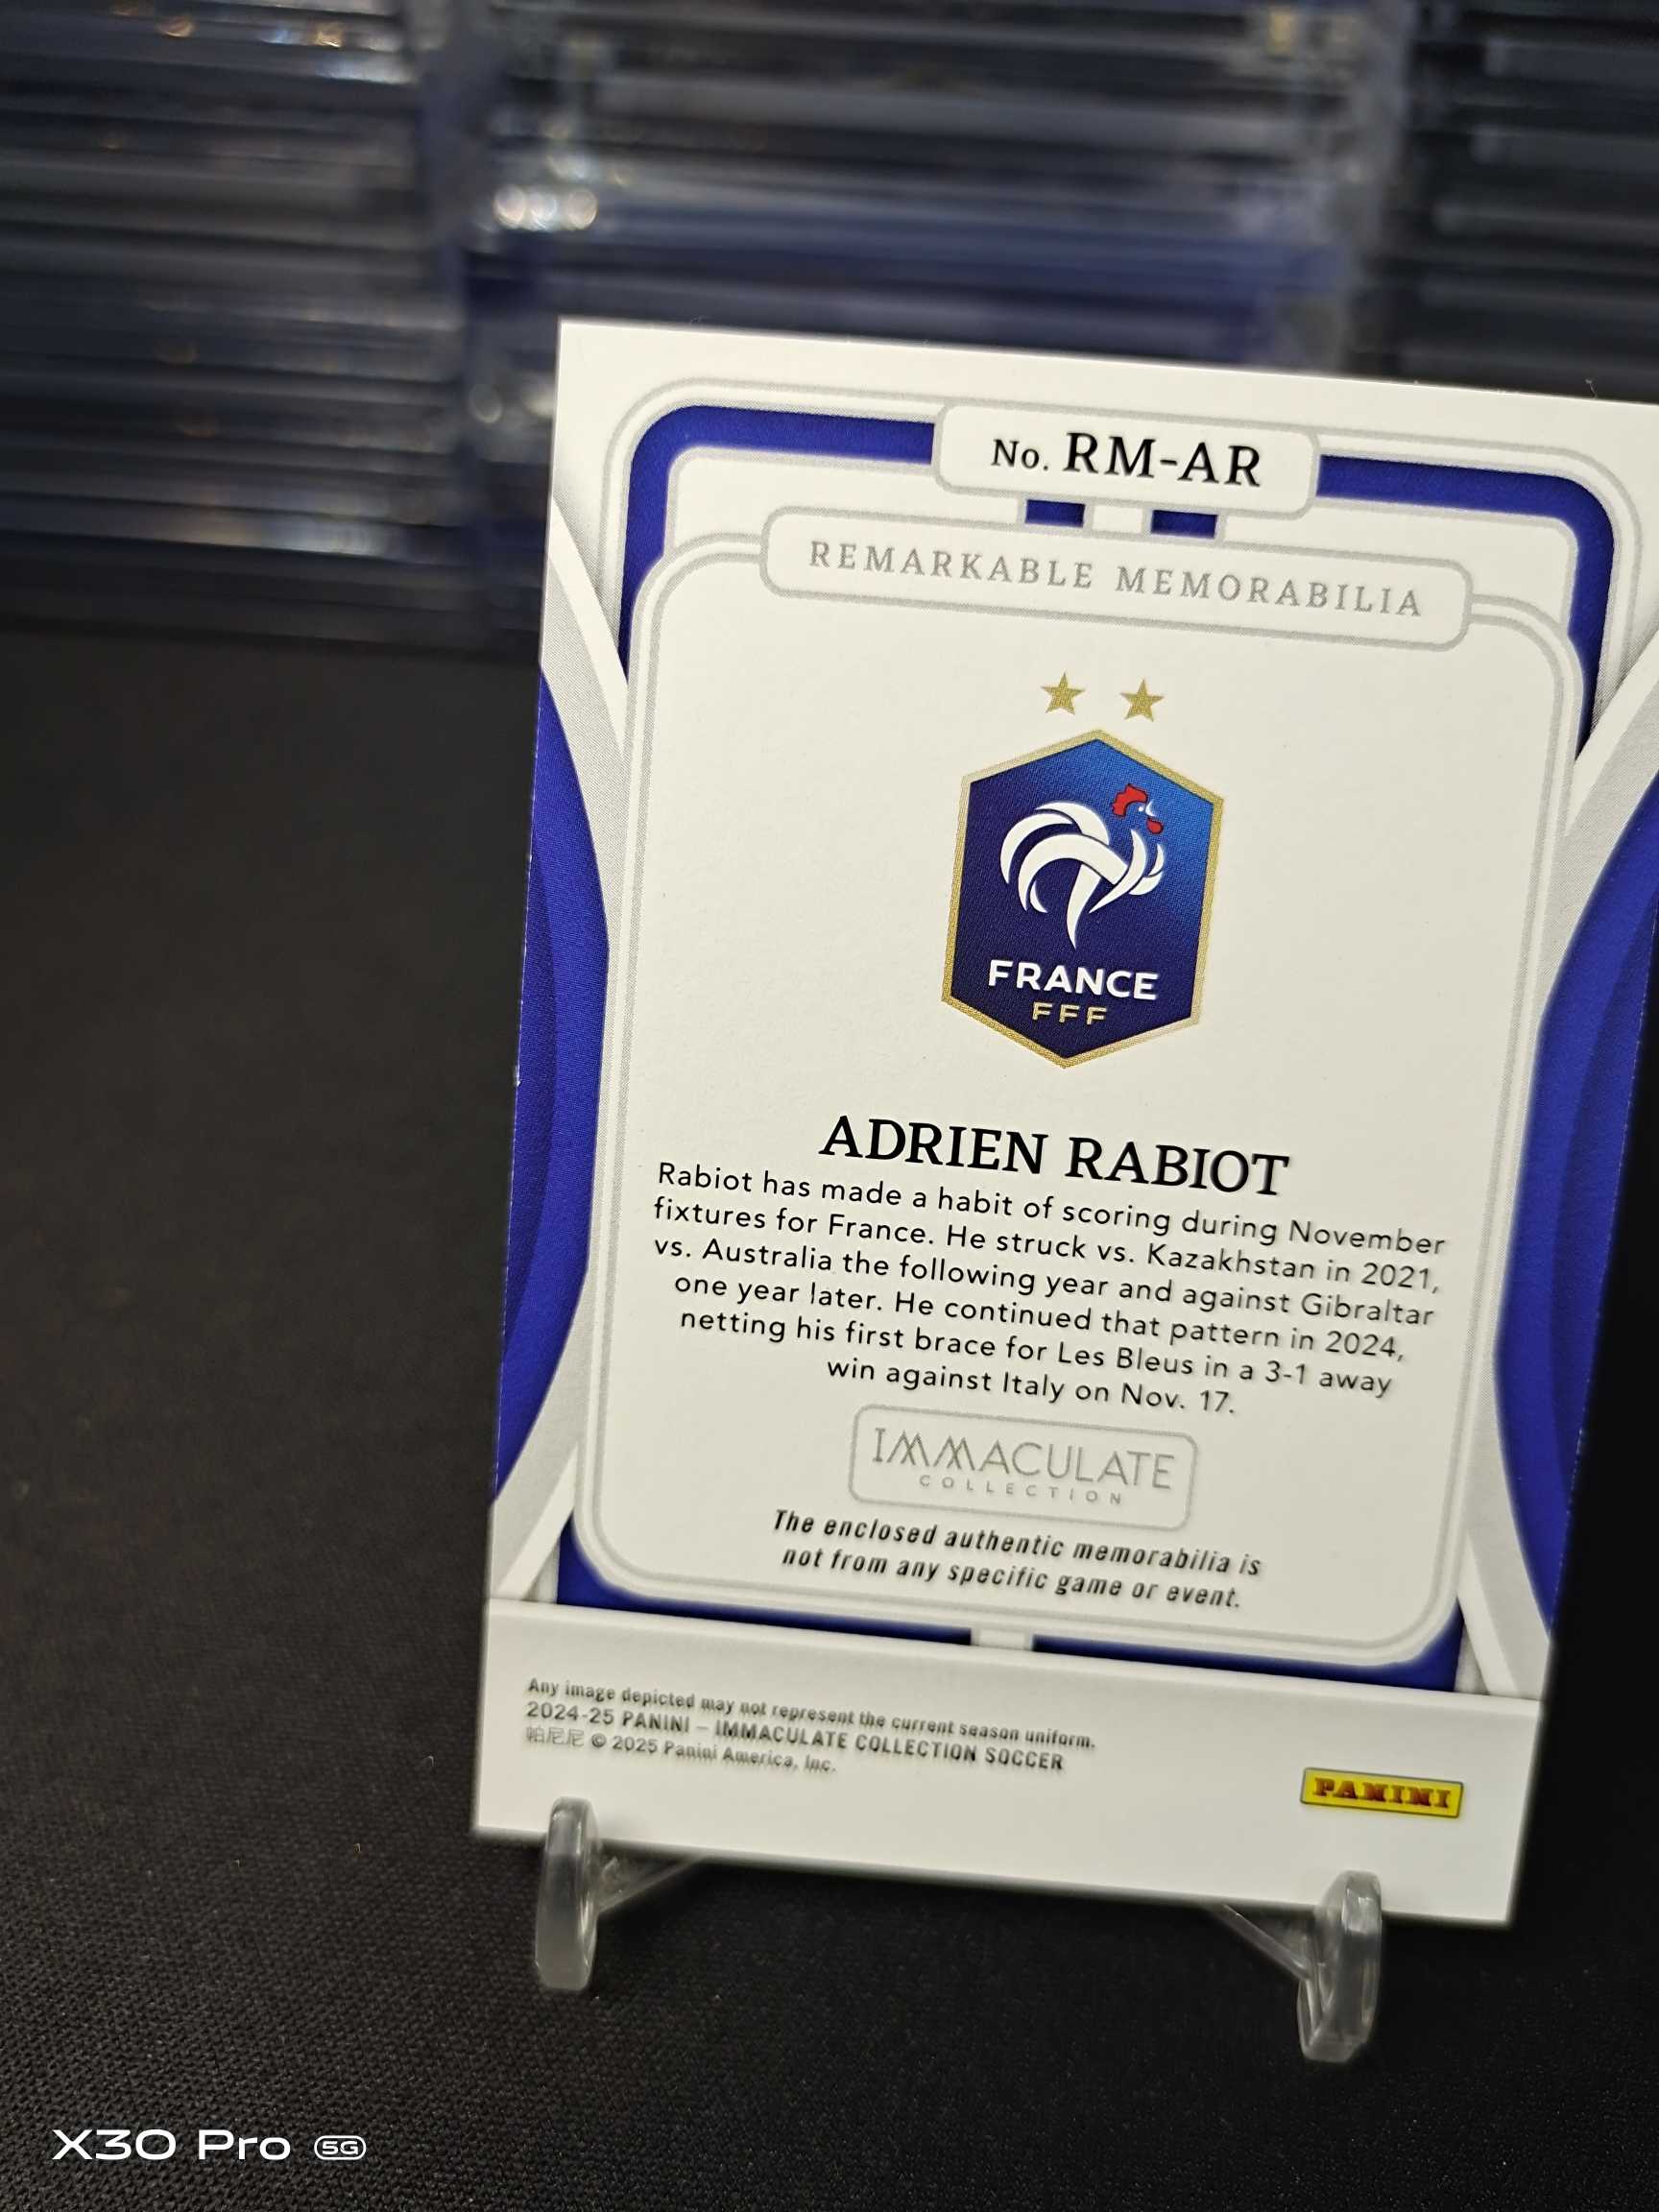 No. RM-AR
REMARKABLE MEMORABILIA
FRANCE
FFF
ADRIEN RABIOT
Rabiot has made a habit of scoring during November
fixtures for France. He struck vs. Kazakhstan in 2021,
vs. Australia the following year and against Gibraltar
one year later. He continued that pattern in 2024,
netting his first brace for Les Bleus in a 3-1 away
win against Italy on Nov. 17.
IMMACULATE
COLLECTION
The enclosed authentic memorabilia is
not from any specific game or event.
Any image depicted may not represent the current season uniform.
2024-25 PANINI – IMMACULATE COLLECTION SOCCER
帕尼尼 © 2025 Panini America, Inc.
PANINI
X30 Pro 5G